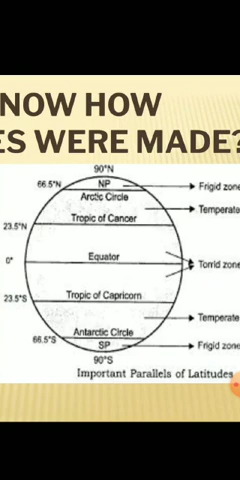 NOW HOW
ES WERE MADE?
90°N
66.5°N
NP
Frigid zone
Arctic Circle
Temperate
Tropic of Cancer
23.5°N
Equator
0°
Torrid zone
Tropic of Capricorn
23.5°S
Temperate
Antarctic Circle
66.5°S
SP
Frigid zone
90°S
Important Parallels of Latitudes